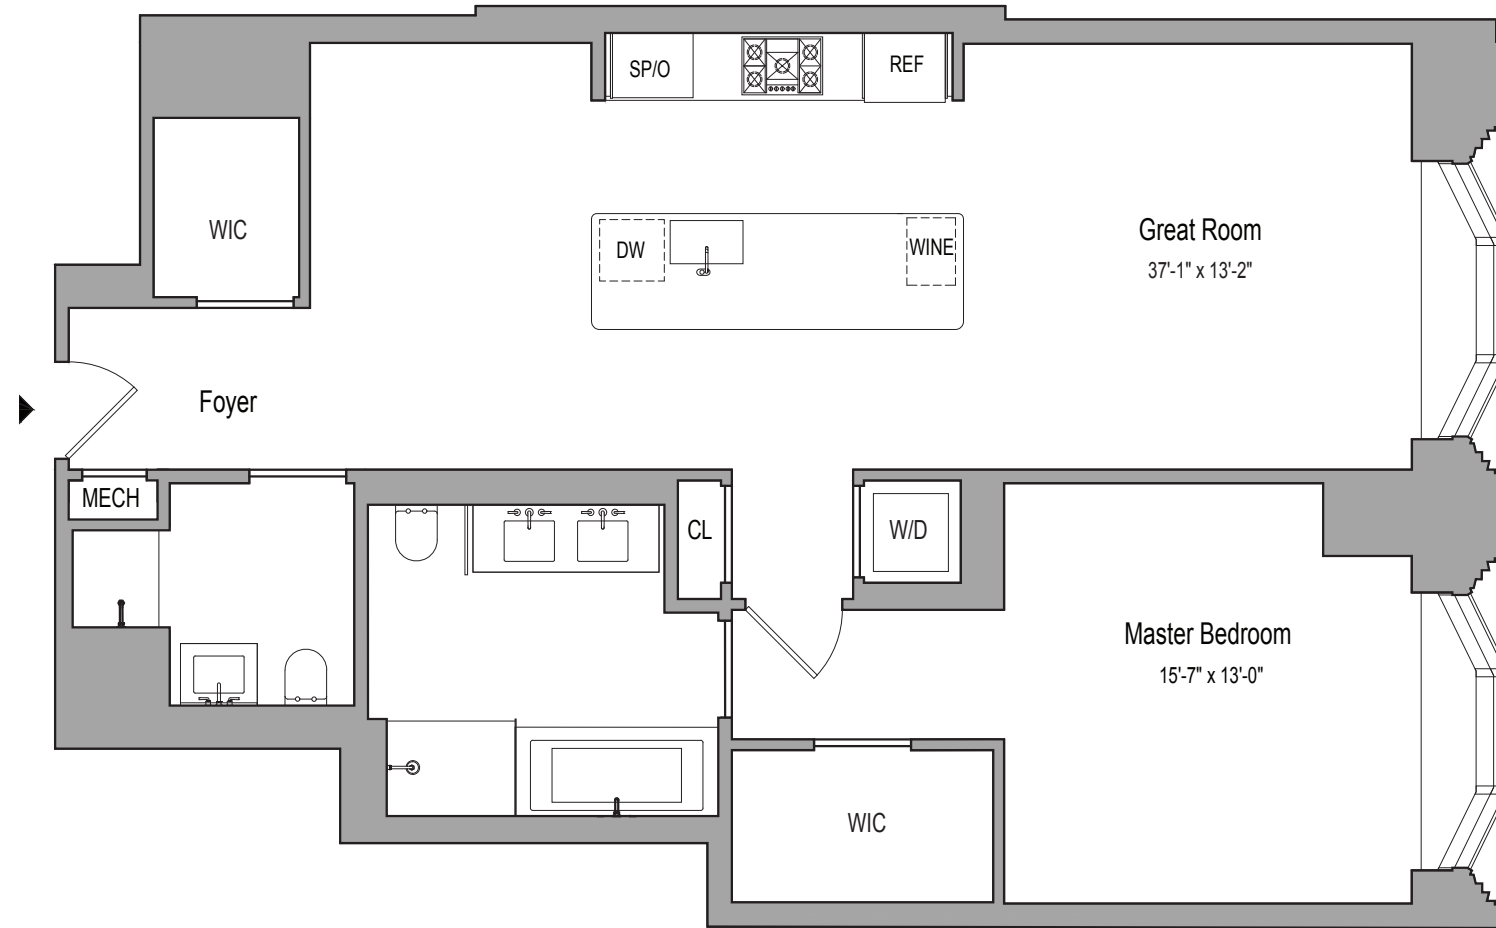 SP/O
REF
WIC
DW
WINE
Great Room
37'-1" x 13'-2"
Foyer
MECH
CL
W/D
Master Bedroom
15'-7" x 13'-0"
WIC